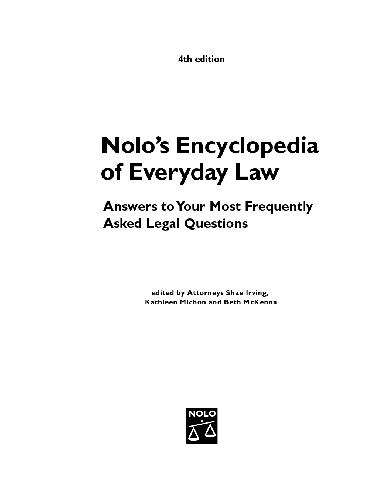 4th edition
Nolo's Encyclopedia
of Everyday Law
Answers to Your Most Frequently
Asked Legal Questions
edited by Attorneys Shae Irving,
Kathleen Michon and Beth McKenna
NOLO